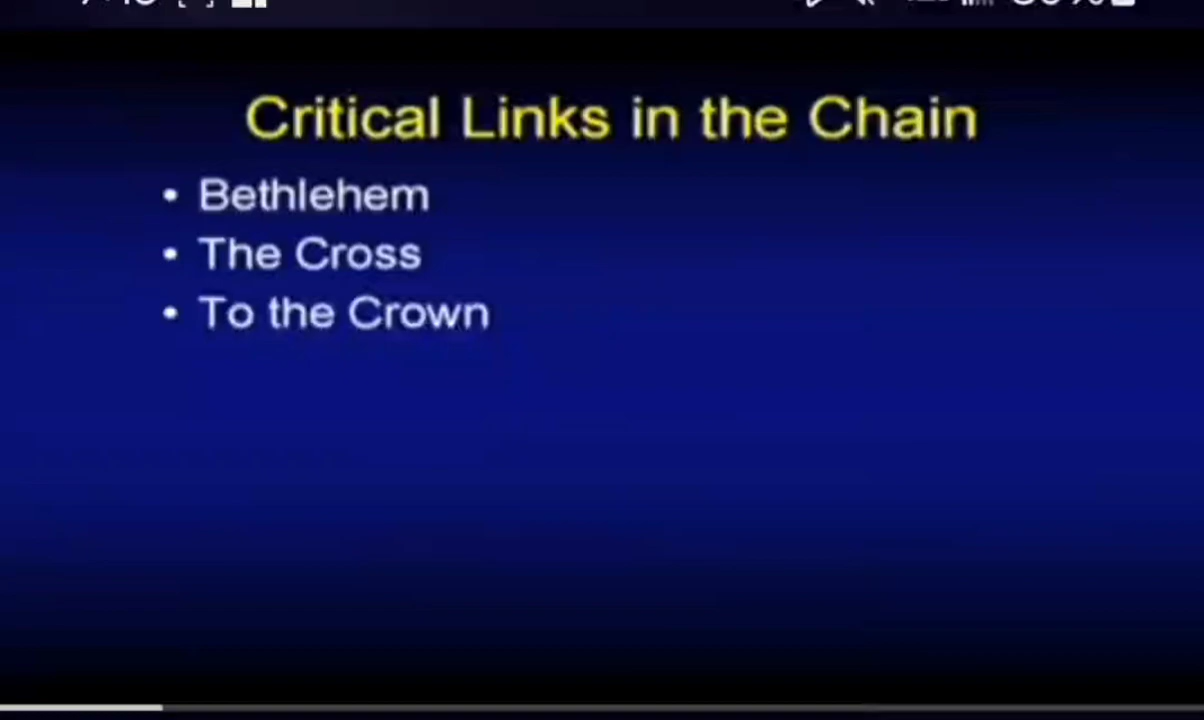 Critical Links in the Chain
• Bethlehem
• The Cross
• To the Crown